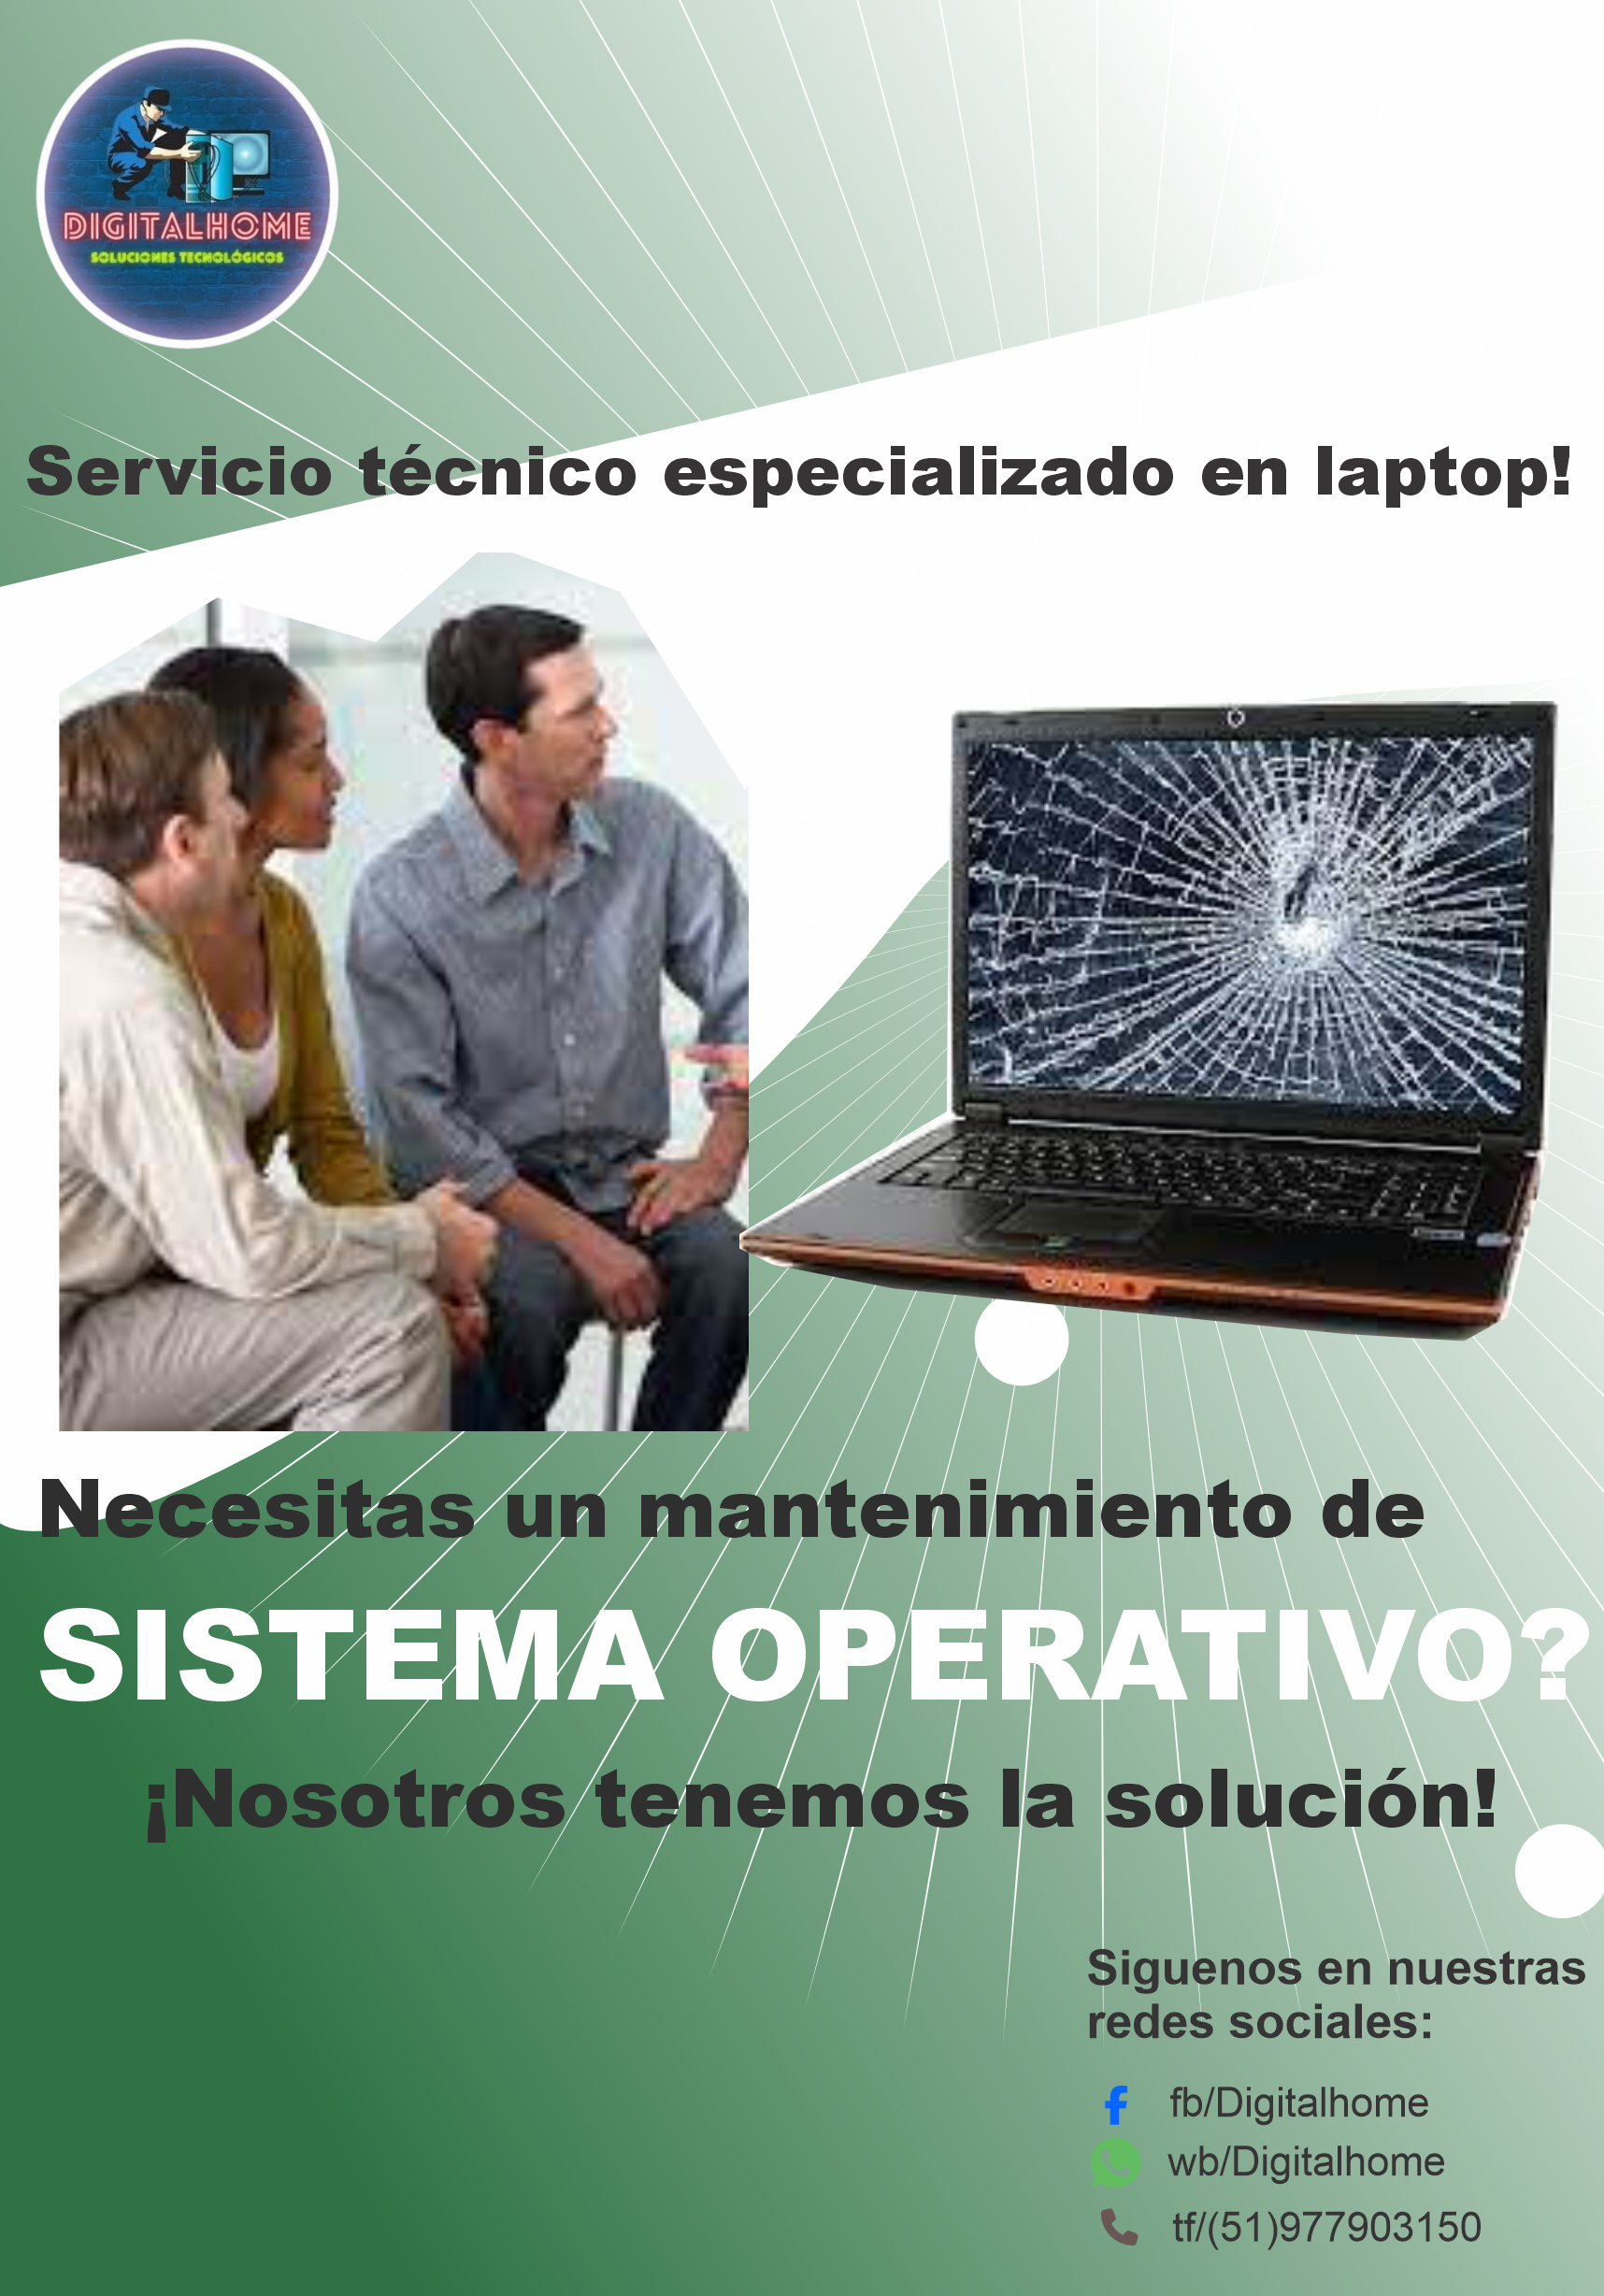 DIGITALHOME
SOLUCIONES TECNOLÓGICOS
Servicio técnico especializado en laptop!
Necesitas un mantenimiento de
SISTEMA OPERATIVO?
¡Nosotros tenemos la solución!
Siguenos en nuestras
redes sociales:
fb/Digitalhome
wb/Digitalhome
tf/(51)977903150